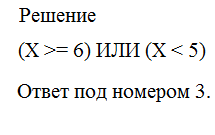 Решение
(X >= 6) ИЛИ (X < 5)
Ответ под номером 3.